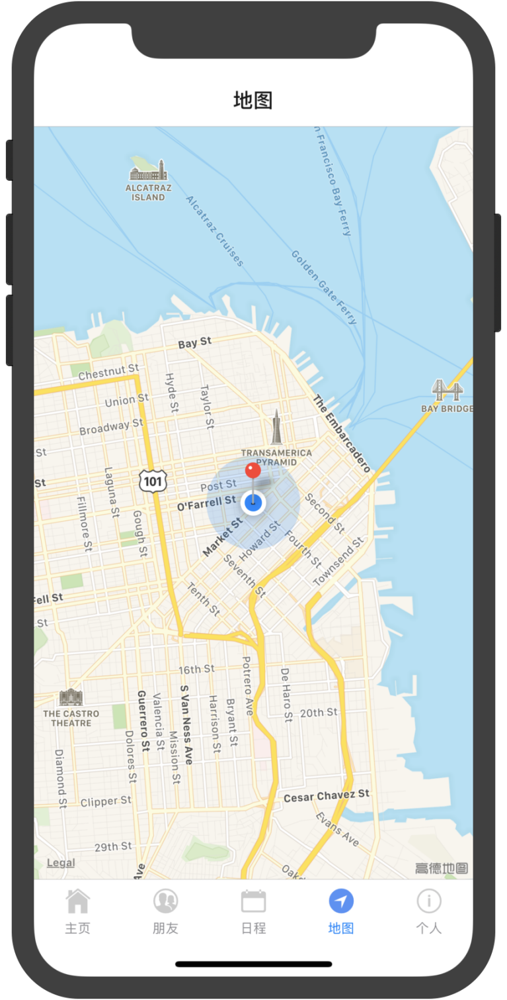 地图
ALCATRAZ
ISLAND
Alcatraz Cruises
n Francisco Bay Ferry
Golden Gate Ferry
Bay St
Chestnut St
Hyde St
Taylor St
Union St
Broadway St
The Embarcadero
BAY BRIDGE
St
TRANSAMERICA
PYRAMID
St
101
Laguna St
Post St
O'Farrell St
Fillmore St
Gough St
Market St
Howard St
Second St
Fourth St
Townsend St
Seventh St
Tenth St
Fell St
St
16th St
Potrero Ave
De Haro St
THE CASTRO
THEATRE
Guerrero St
Valencia St
S Van Ness Ave
Harrison St
Bryant St
20th St
Dolores St
Mission St
Diamond St
Clipper St
Cesar Chavez St
Evans Ave
29th St
Legal
Ave
Oak
高德地图
主页
朋友
日程
地图
个人